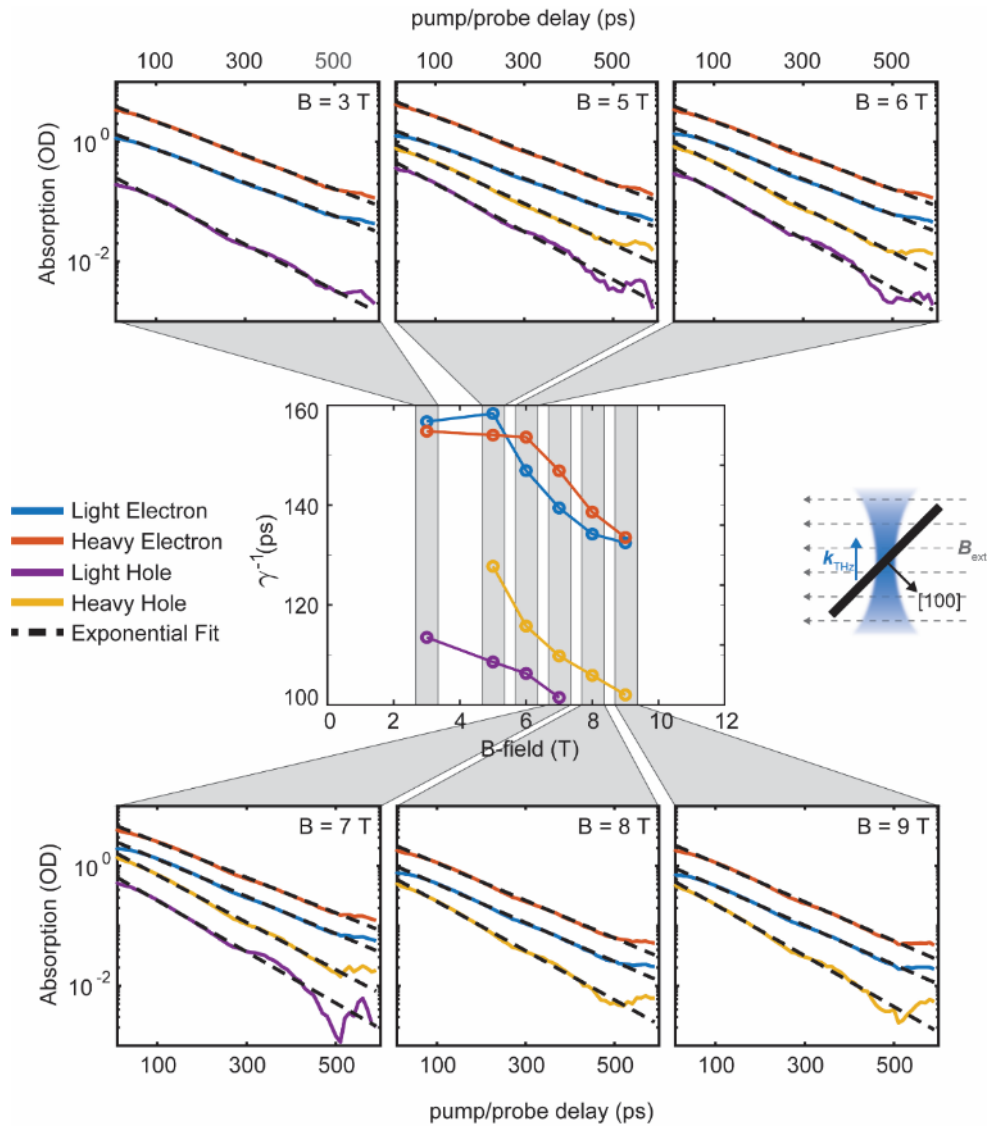 pump/probe delay (ps)
100 300 500 100 300 500 100 300 500
B = 3 T B = 5 T B = 6 T
Absorption (OD)
10^0
10^-2
160
140
120
100
γ^-1(ps)
0 2 4 6 8 10 12
B-field (T)
Light Electron
Heavy Electron
Light Hole
Heavy Hole
Exponential Fit
k_THz
B_ext
[100]
B = 7 T B = 8 T B = 9 T
Absorption (OD)
10^0
10^-2
100 300 500 100 300 500 100 300 500
pump/probe delay (ps)